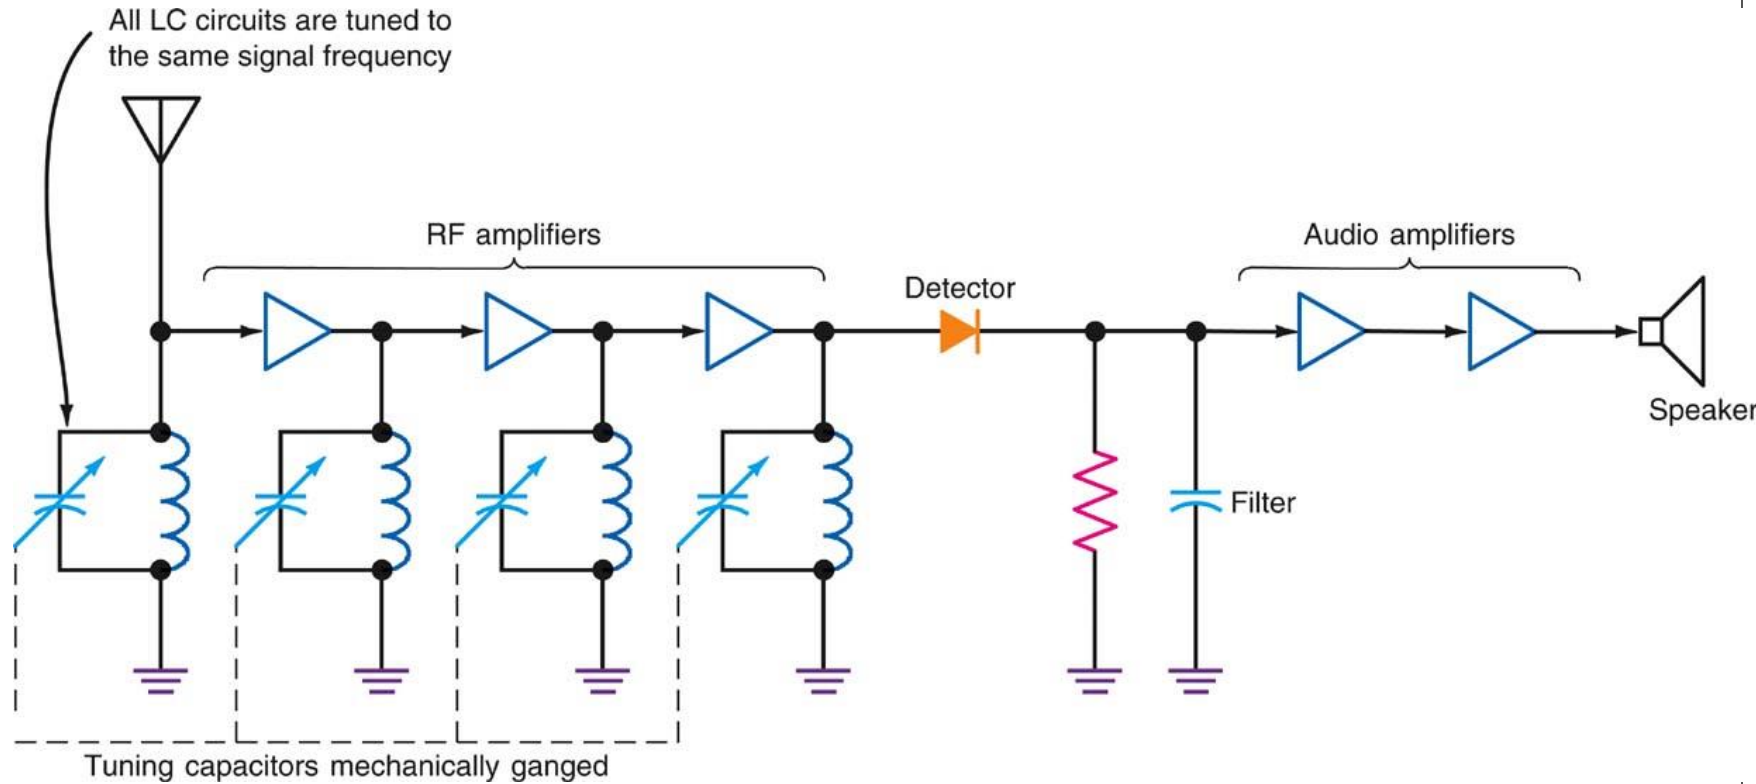 All LC circuits are tuned to
the same signal frequency
RF amplifiers
Audio amplifiers
Detector
Speaker
Filter
Tuning capacitors mechanically ganged